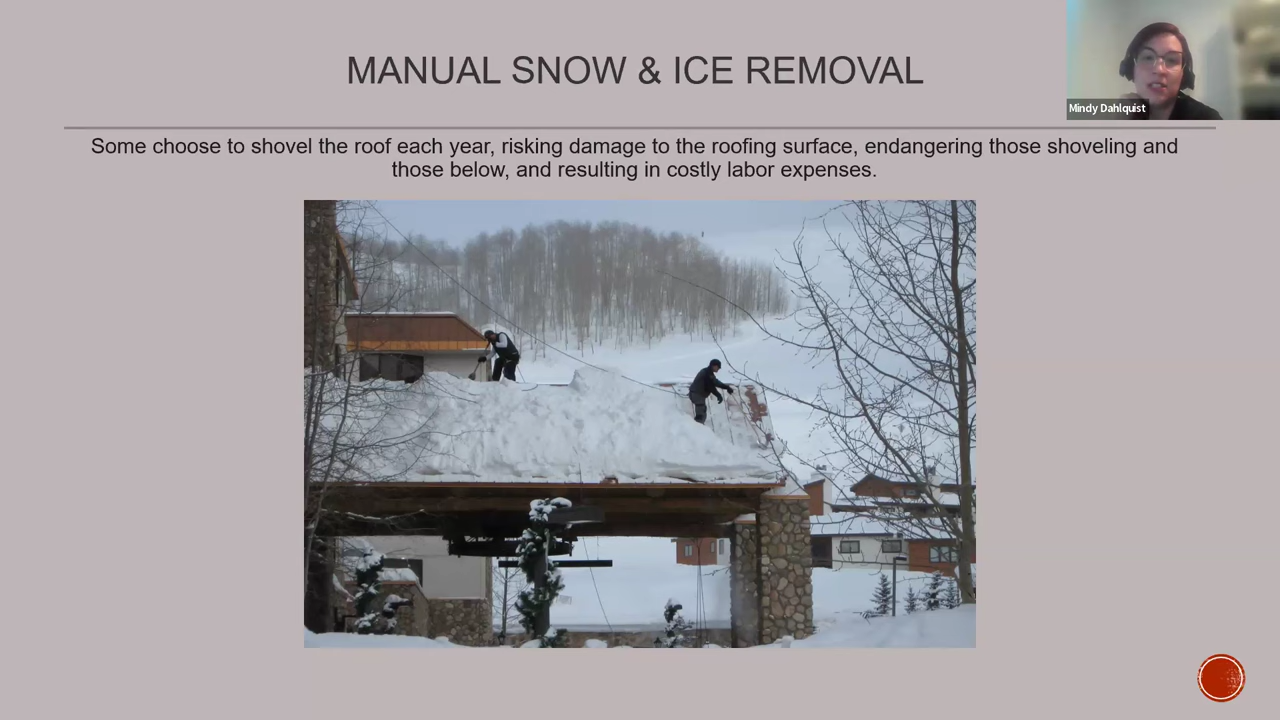 MANUAL SNOW & ICE REMOVAL
Mindy Dahlquist
Some choose to shovel the roof each year, risking damage to the roofing surface, endangering those shoveling and
those below, and resulting in costly labor expenses.